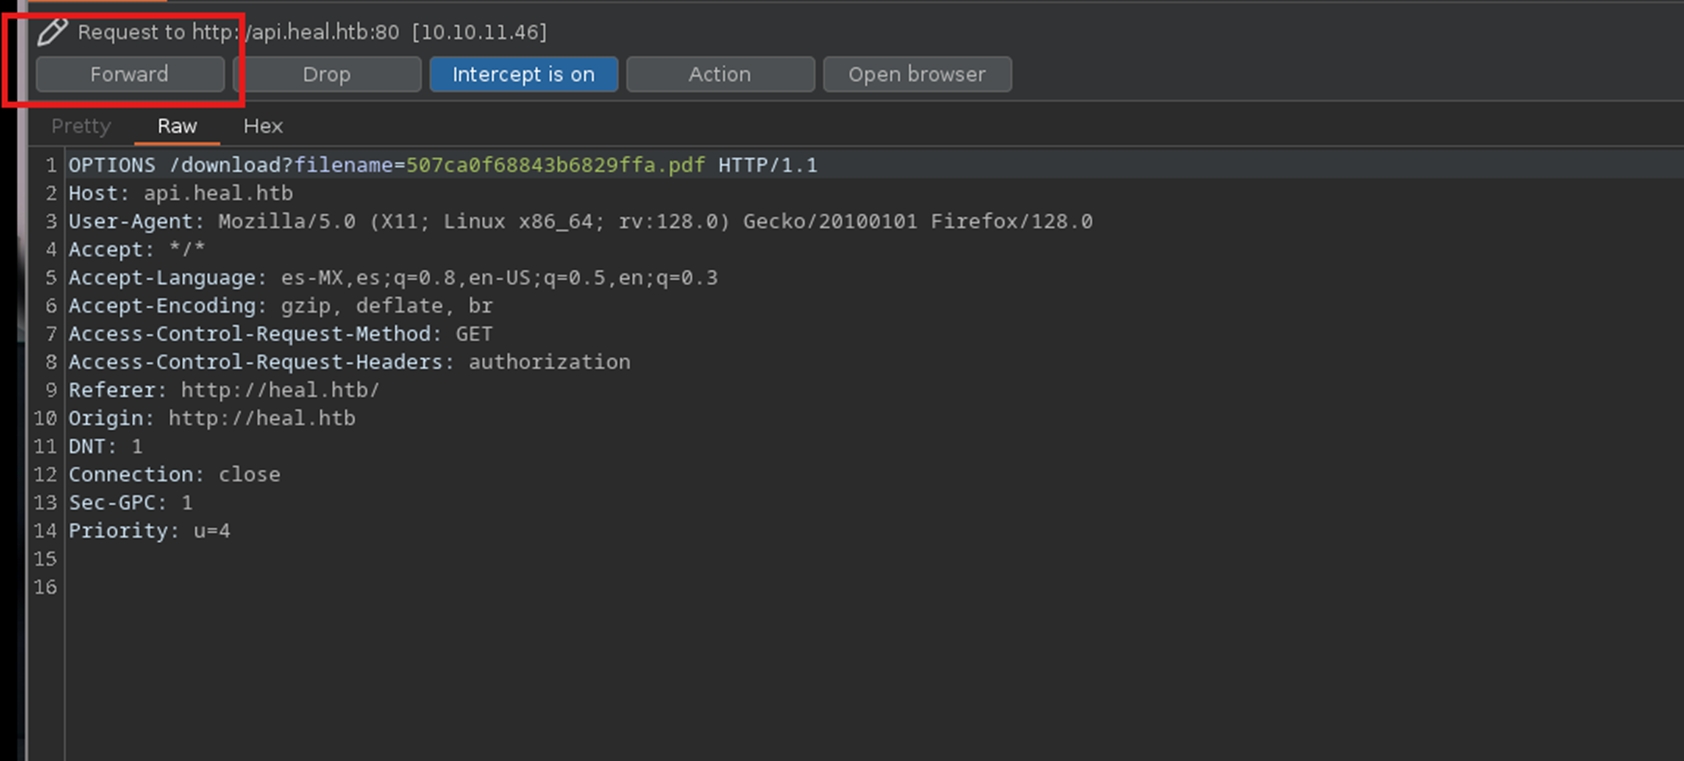 Request to http://api.heal.htb:80 [10.10.11.46]
Forward Drop Intercept is on Action Open browser
Pretty Raw Hex
1 OPTIONS /download?filename=507ca0f68843b6829ffa.pdf HTTP/1.1
2 Host: api.heal.htb
3 User-Agent: Mozilla/5.0 (X11; Linux x86_64; rv:128.0) Gecko/20100101 Firefox/128.0
4 Accept: */*
5 Accept-Language: es-MX,es;q=0.8,en-US;q=0.5,en;q=0.3
6 Accept-Encoding: gzip, deflate, br
7 Access-Control-Request-Method: GET
8 Access-Control-Request-Headers: authorization
9 Referer: http://heal.htb/
10 Origin: http://heal.htb
11 DNT: 1
12 Connection: close
13 Sec-GPC: 1
14 Priority: u=4
15
16